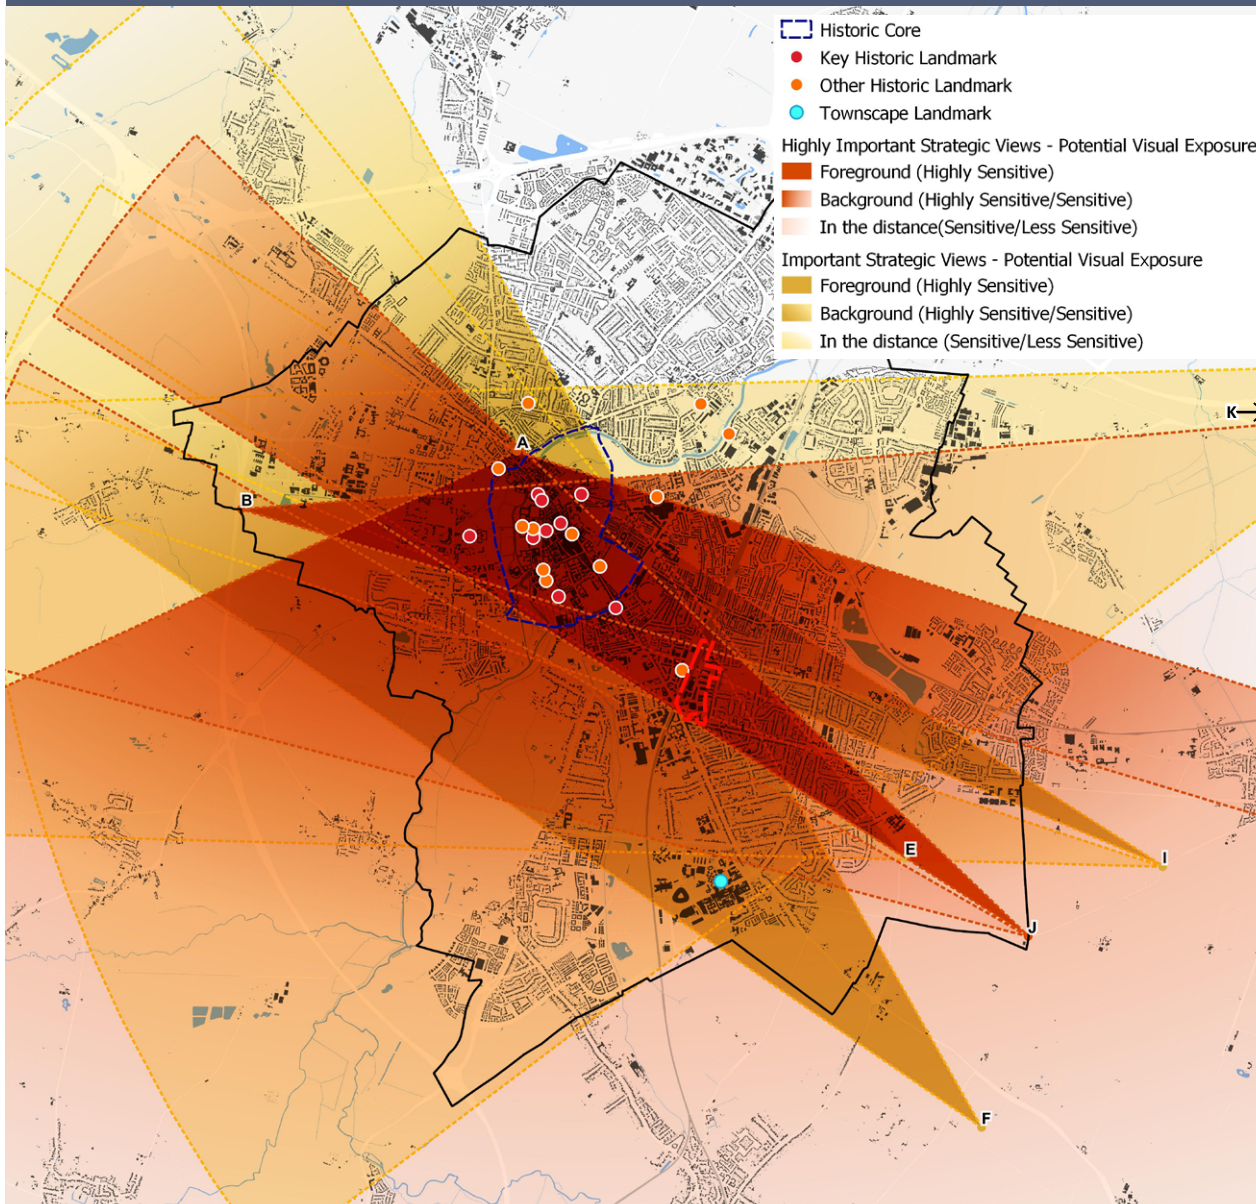 Historic Core
Key Historic Landmark
Other Historic Landmark
Townscape Landmark
Highly Important Strategic Views - Potential Visual Exposure
Foreground (Highly Sensitive)
Background (Highly Sensitive/Sensitive)
In the distance(Sensitive/Less Sensitive)
Important Strategic Views - Potential Visual Exposure
Foreground (Highly Sensitive)
Background (Highly Sensitive/Sensitive)
In the distance (Sensitive/Less Sensitive)
K
A
B
E
I
J
F